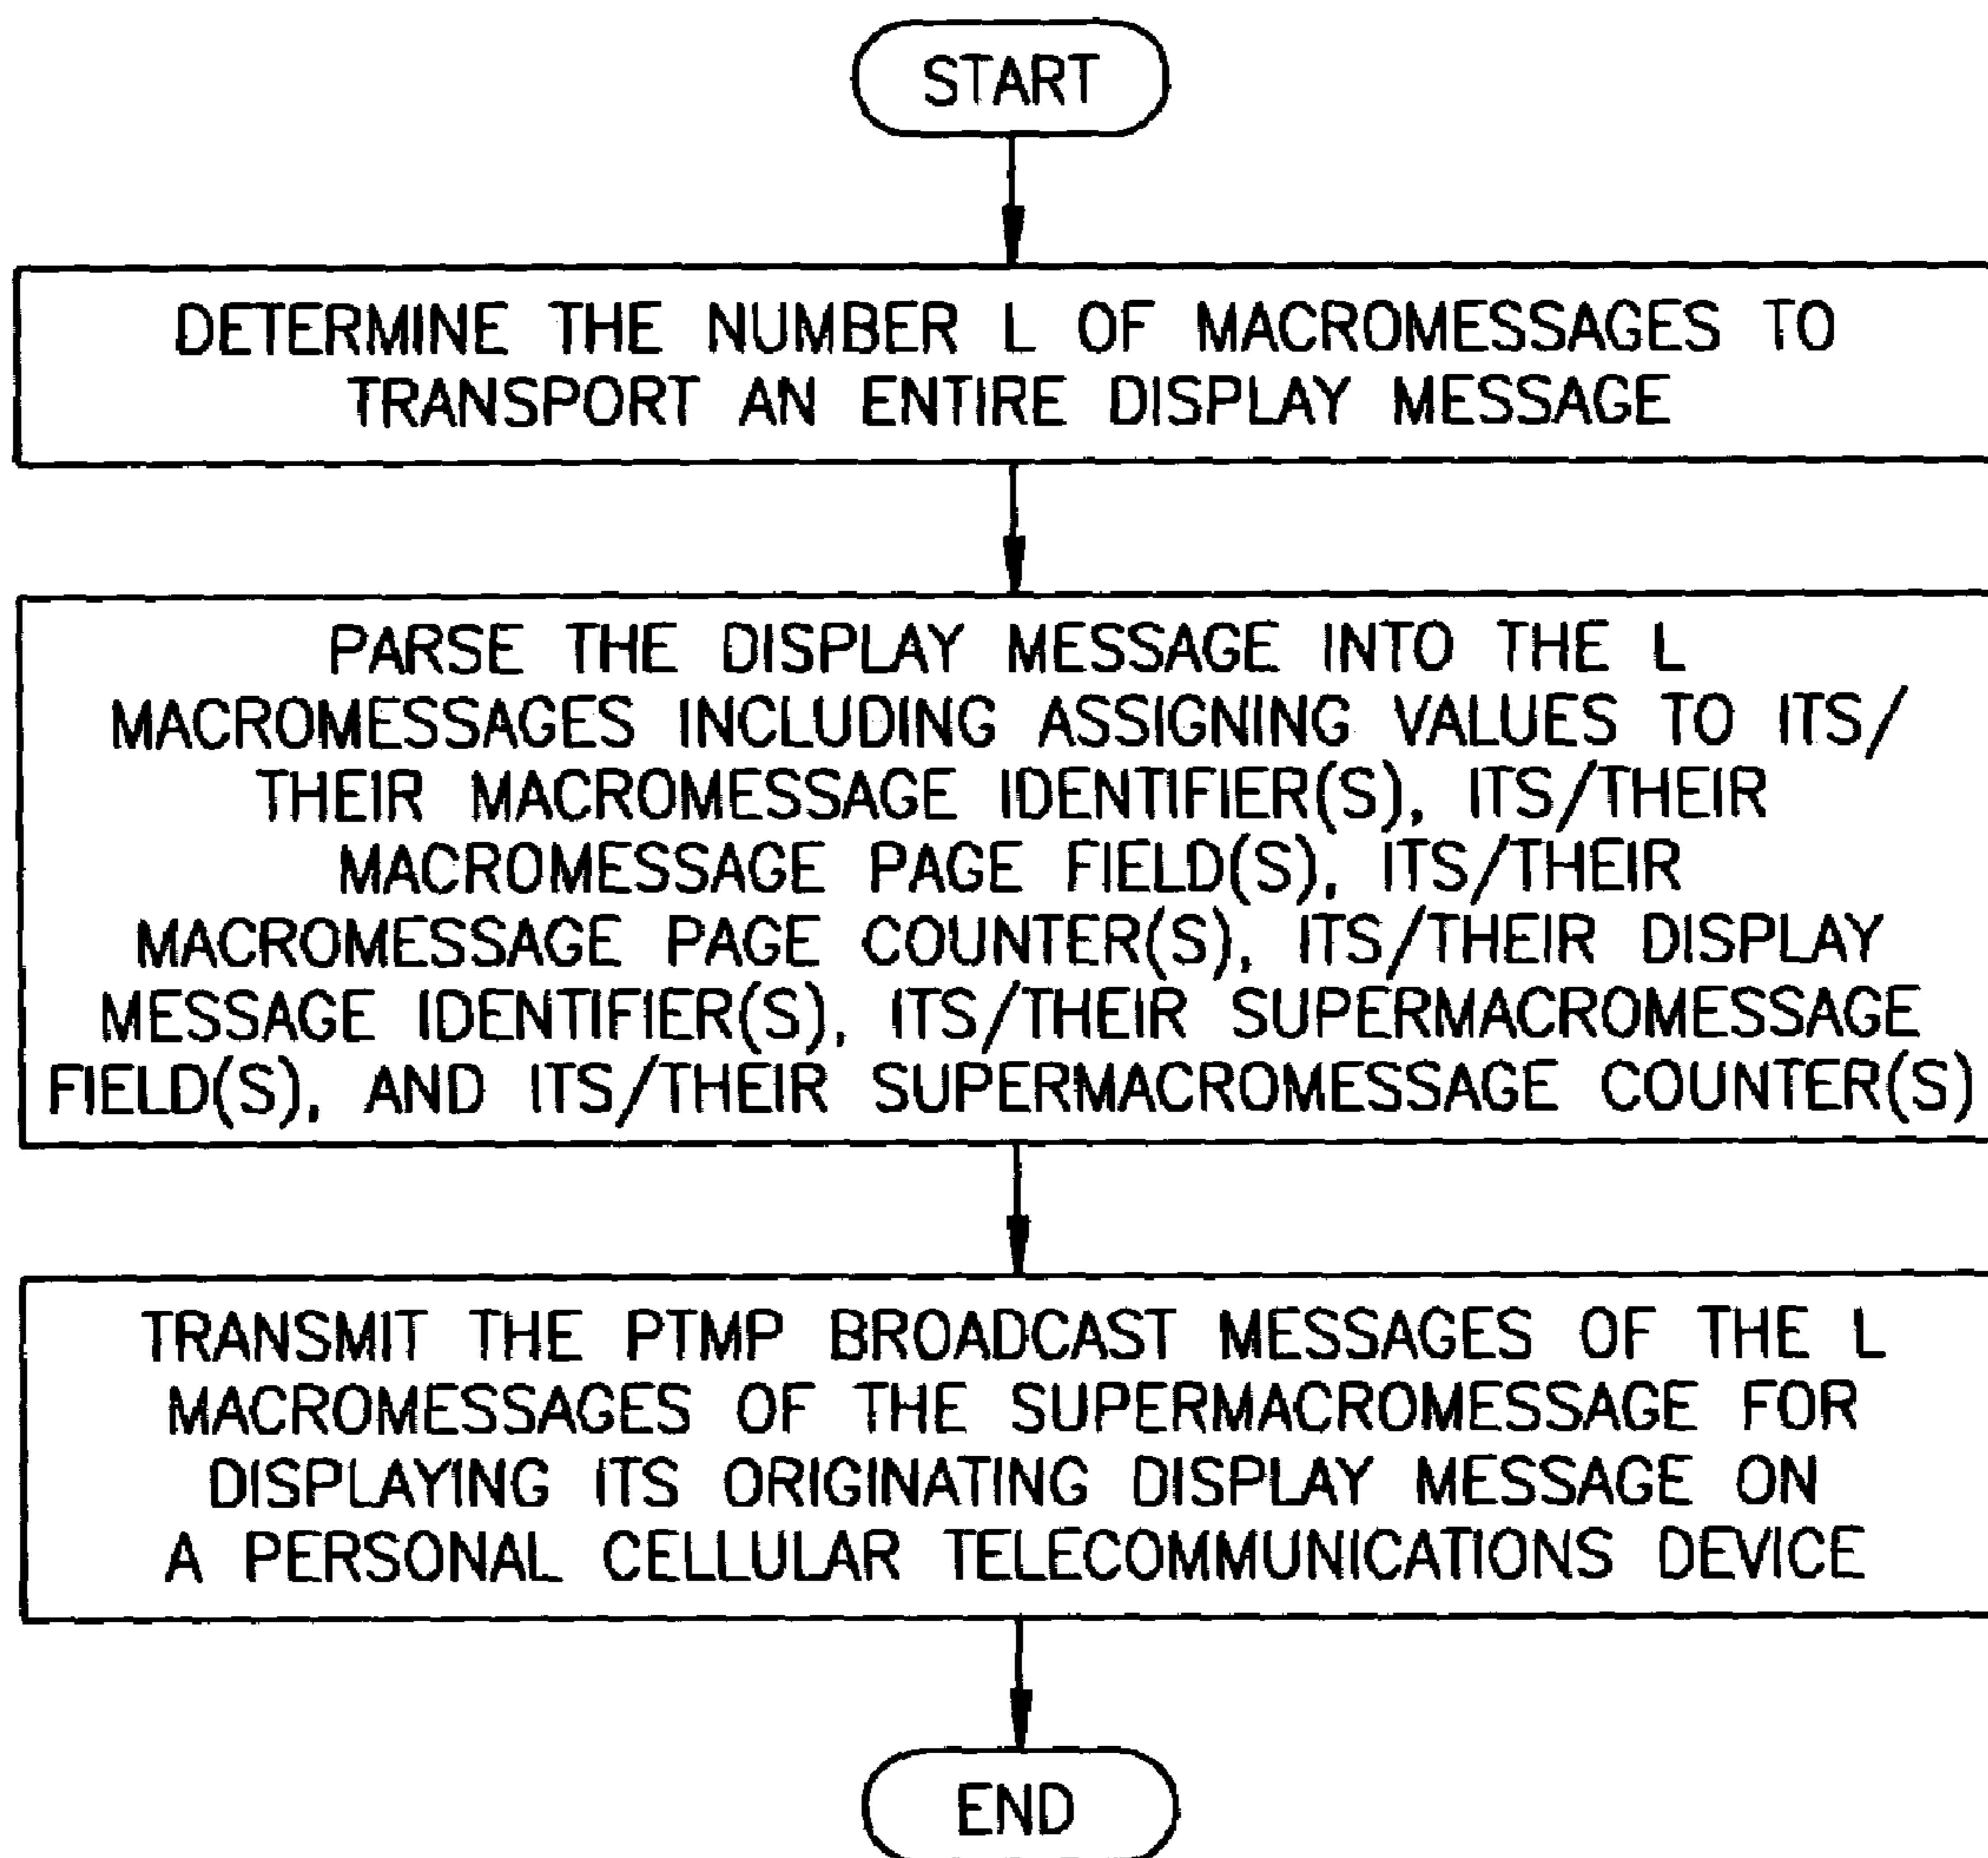 START
DETERMINE THE NUMBER L OF MACROMESSAGES TO
TRANSPORT AN ENTIRE DISPLAY MESSAGE
PARSE THE DISPLAY MESSAGE INTO THE L
MACROMESSAGES INCLUDING ASSIGNING VALUES TO ITS/
THEIR MACROMESSAGE IDENTIFIER(S), ITS/THEIR
MACROMESSAGE PAGE FIELD(S), ITS/THEIR
MACROMESSAGE PAGE COUNTER(S), ITS/THEIR DISPLAY
MESSAGE IDENTIFIER(S), ITS/THEIR SUPERMACROMESSAGE
FIELD(S), AND ITS/THEIR SUPERMACROMESSAGE COUNTER(S)
TRANSMIT THE PTMP BROADCAST MESSAGES OF THE L
MACROMESSAGES OF THE SUPERMACROMESSAGE FOR
DISPLAYING ITS ORIGINATING DISPLAY MESSAGE ON
A PERSONAL CELLULAR TELECOMMUNICATIONS DEVICE
END